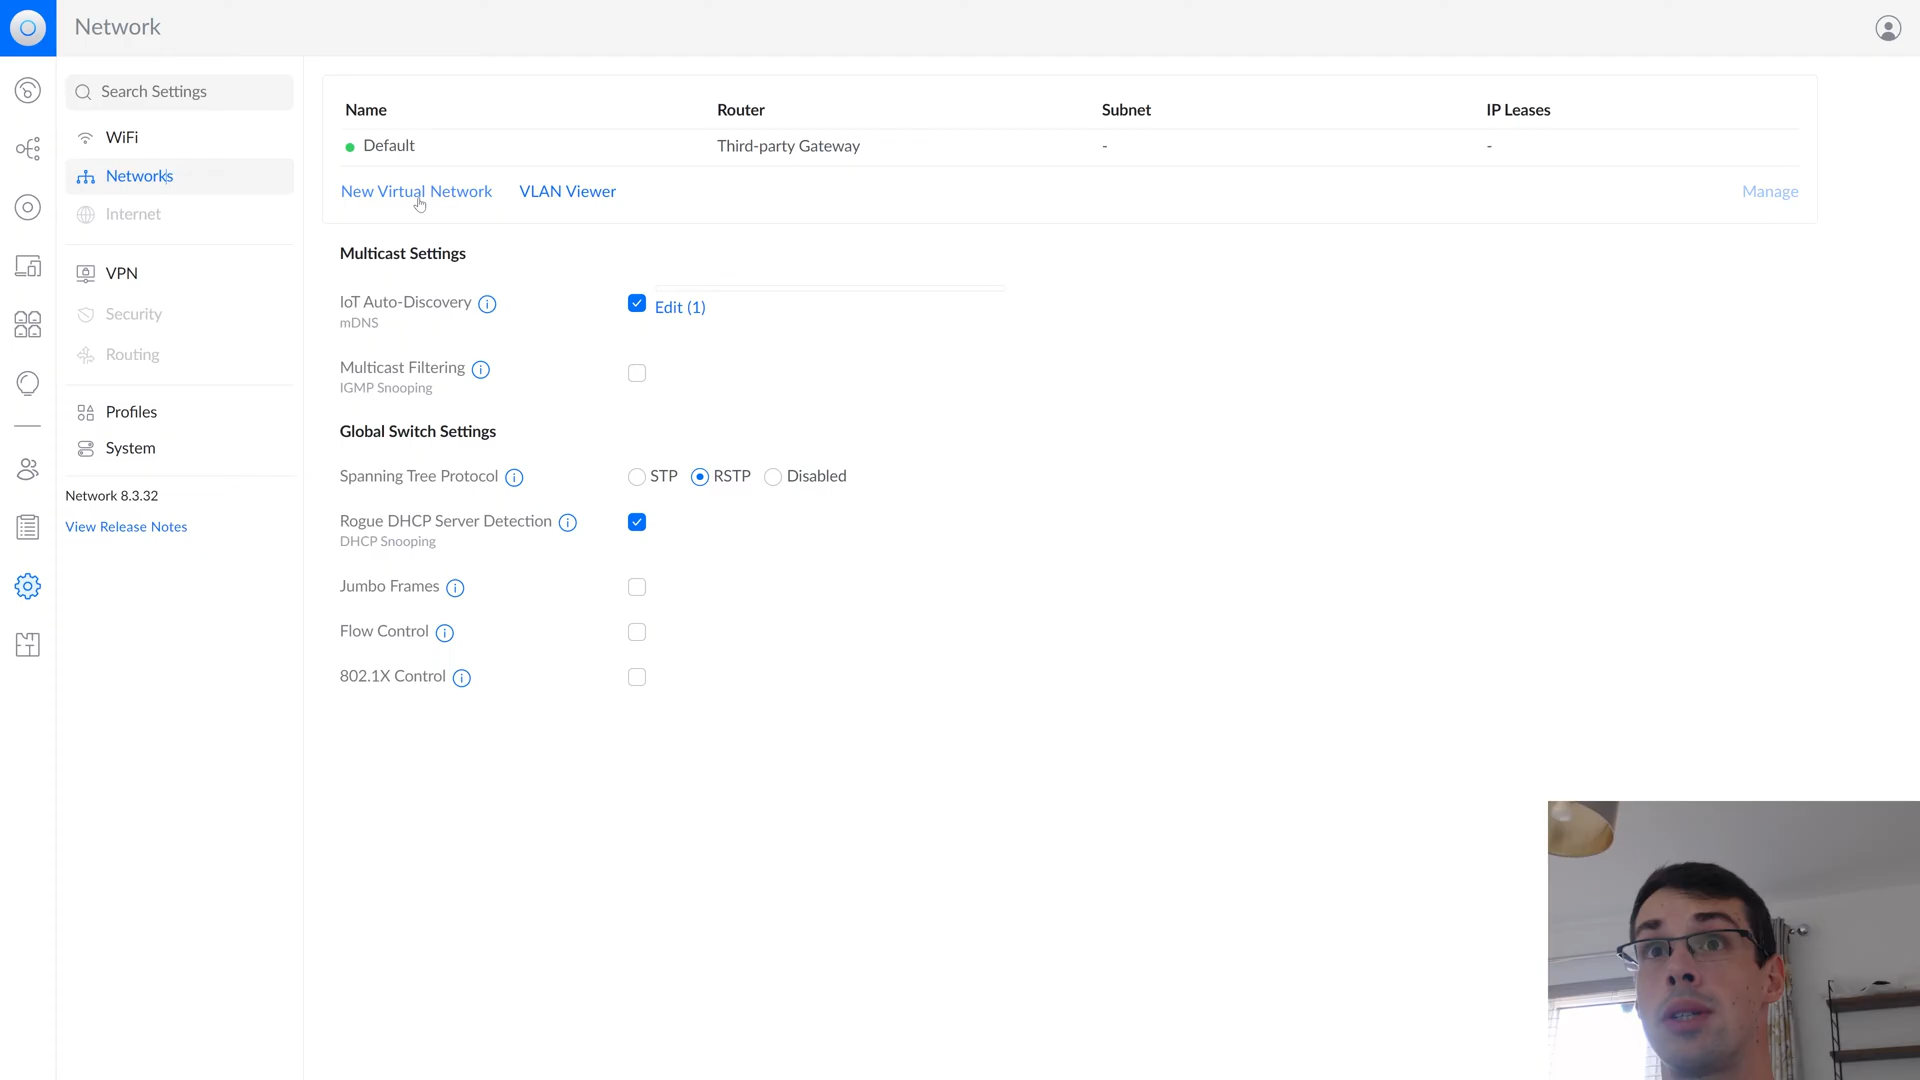 Network
Search Settings
WiFi
Networks
Internet
VPN
Security
Routing
Profiles
System
Network 8.3.32
View Release Notes
Name Router Subnet IP Leases
Default Third-party Gateway - -
New Virtual Network VLAN Viewer Manage
Multicast Settings
IoT Auto-Discovery Edit (1)
mDNS
Multicast Filtering
IGMP Snooping
Global Switch Settings
Spanning Tree Protocol STP RSTP Disabled
Rogue DHCP Server Detection
DHCP Snooping
Jumbo Frames
Flow Control
802.1X Control